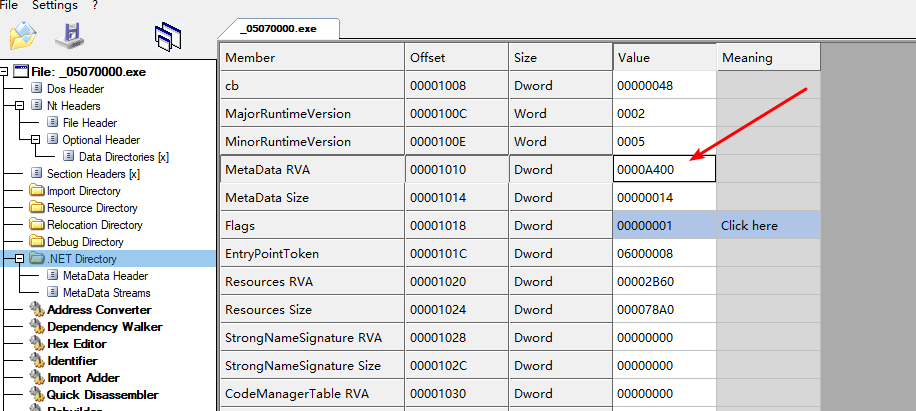 File Settings ?
_05070000.exe
File: _05070000.exe
Dos Header
Nt Headers
File Header
Optional Header
Data Directories [x]
Section Headers [x]
Import Directory
Resource Directory
Relocation Directory
Debug Directory
.NET Directory
MetaData Header
MetaData Streams
Address Converter
Dependency Walker
Hex Editor
Identifier
Import Adder
Quick Disassembler
Rebuilder
Member Offset Size Value Meaning
cb 00001008 Dword 00000048
MajorRuntimeVersion 0000100C Word 0002
MinorRuntimeVersion 0000100E Word 0005
MetaData RVA 00001010 Dword 0000A400
MetaData Size 00001014 Dword 00000014
Flags 00001018 Dword 00000001 Click here
EntryPointToken 0000101C Dword 06000008
Resources RVA 00001020 Dword 00002B60
Resources Size 00001024 Dword 000078A0
StrongNameSignature RVA 00001028 Dword 00000000
StrongNameSignature Size 0000102C Dword 00000000
CodeManagerTable RVA 00001030 Dword 00000000